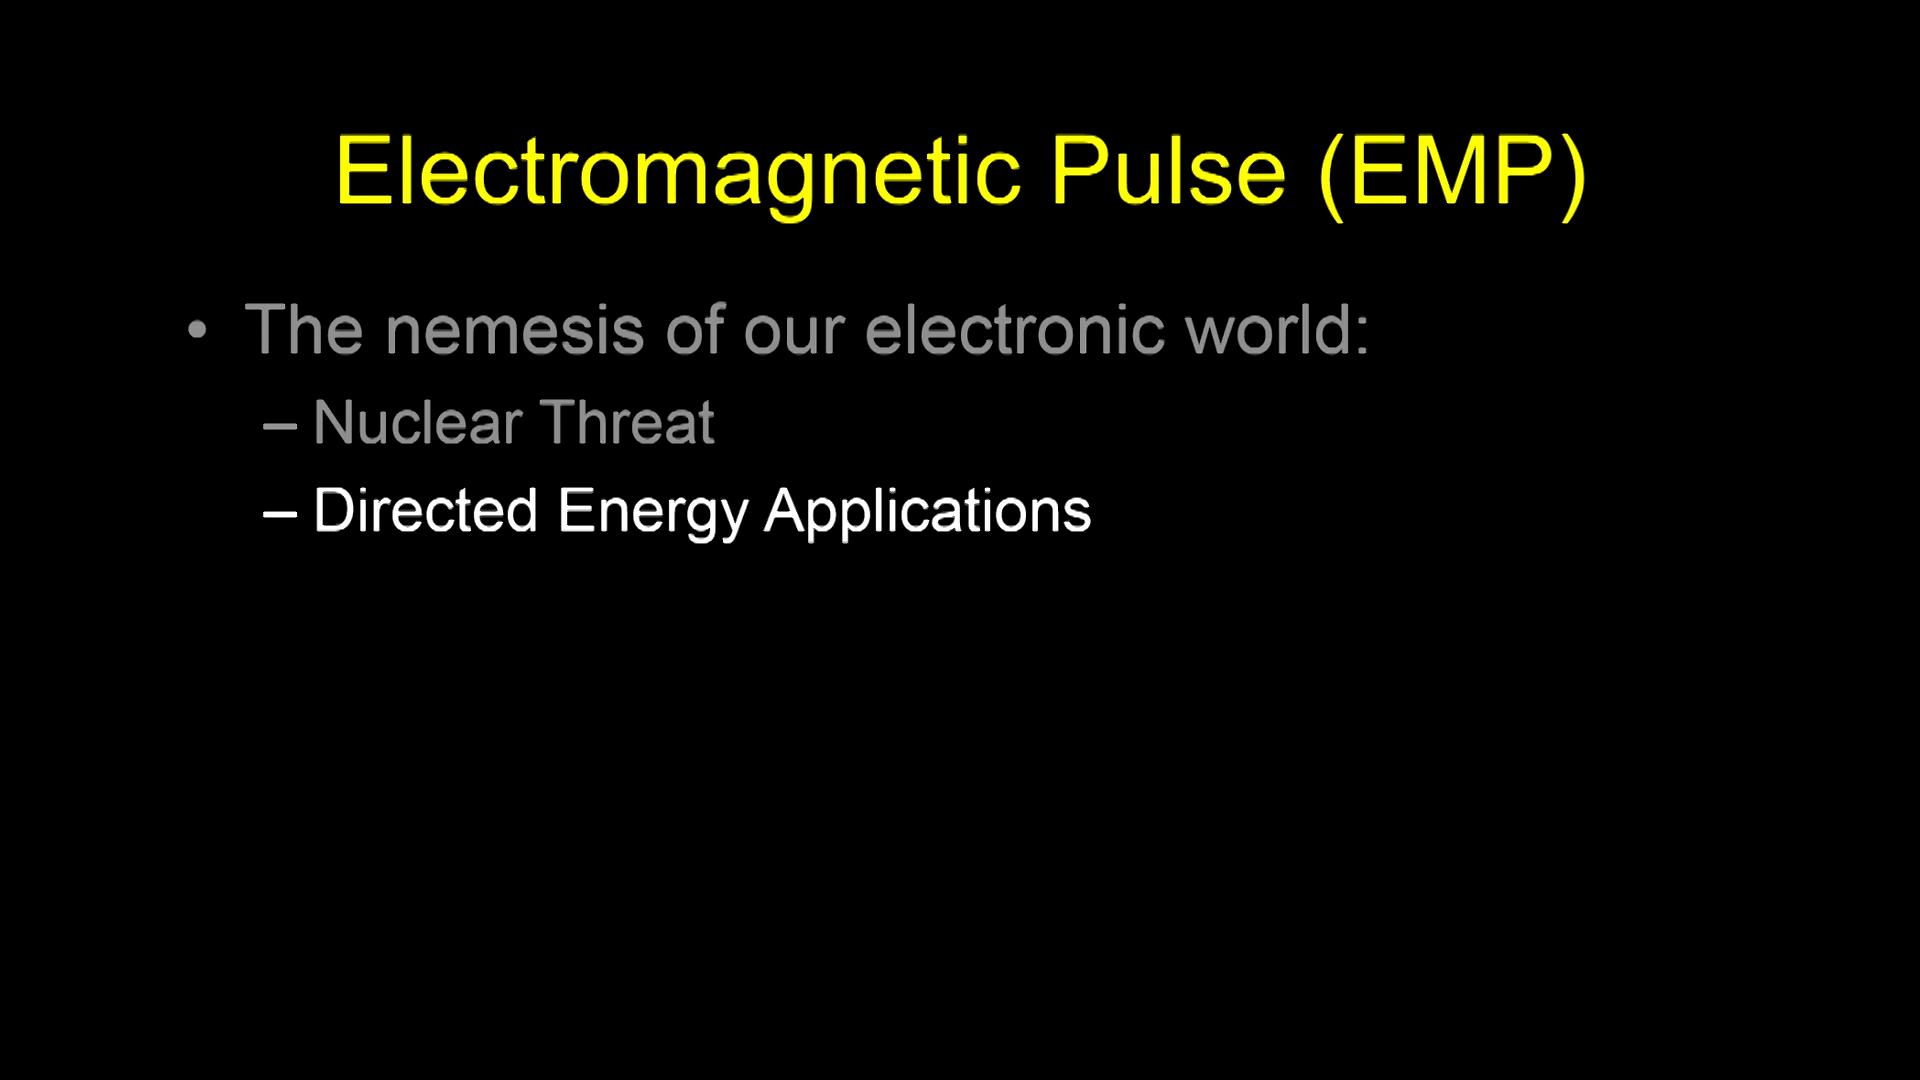 Electromagnetic Pulse (EMP)
• The nemesis of our electronic world:
– Nuclear Threat
– Directed Energy Applications